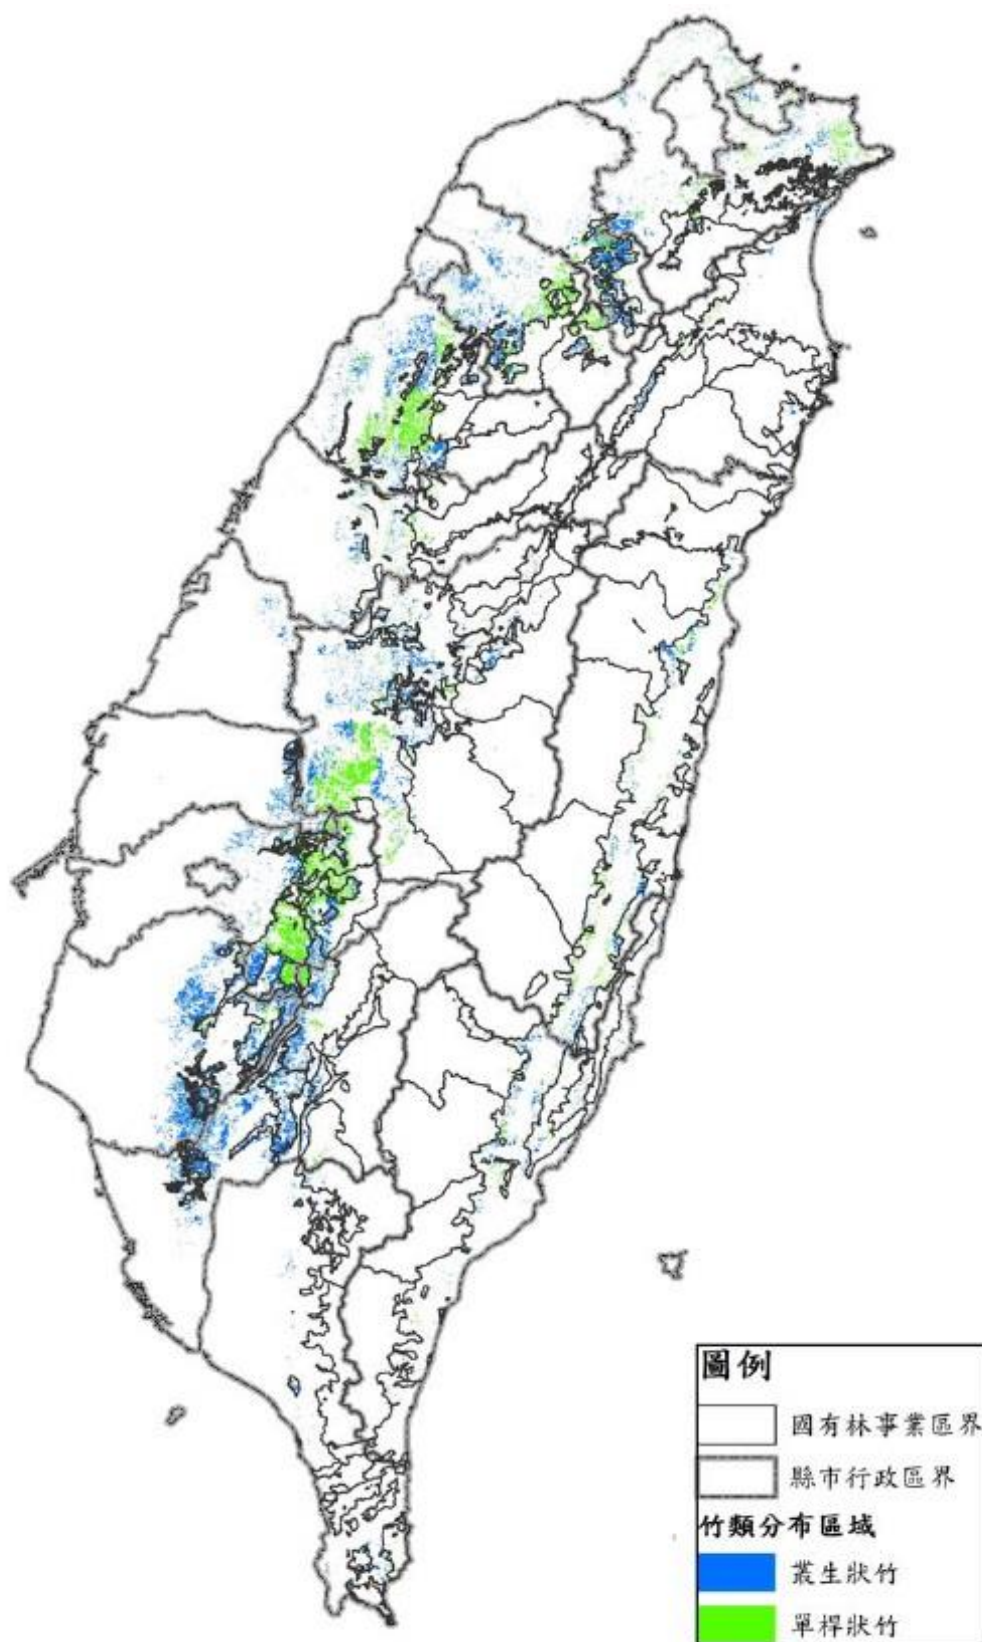 圖例
國有林事業區界
縣市行政區界
竹類分布區域
叢生狀竹
單桿狀竹